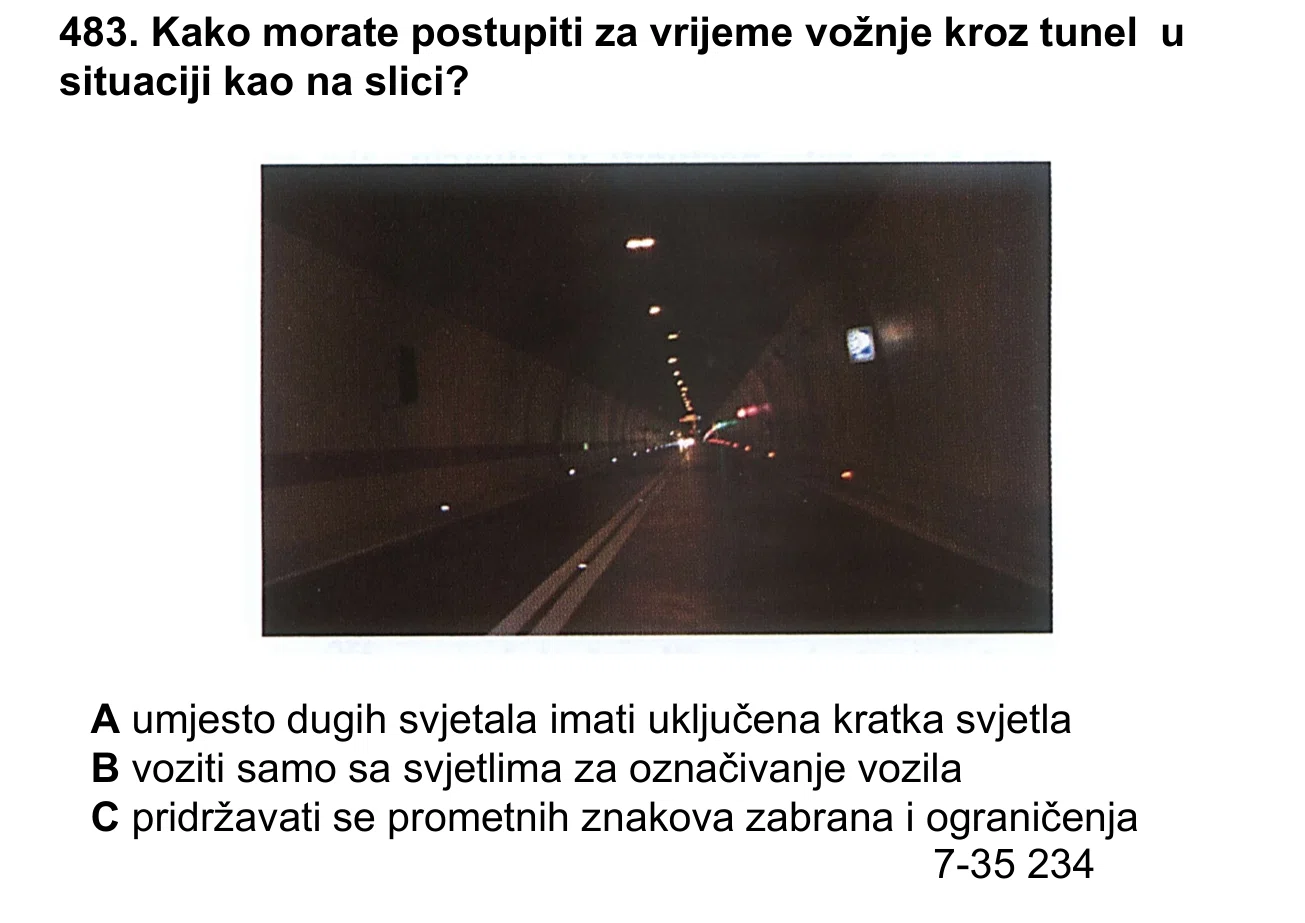 483. Kako morate postupiti za vrijeme vožnje kroz tunel u
situaciji kao na slici?
A umjesto dugih svjetala imati uključena kratka svjetla
B voziti samo sa svjetlima za označivanje vozila
C pridržavati se prometnih znakova zabrana i ograničenja
7-35 234